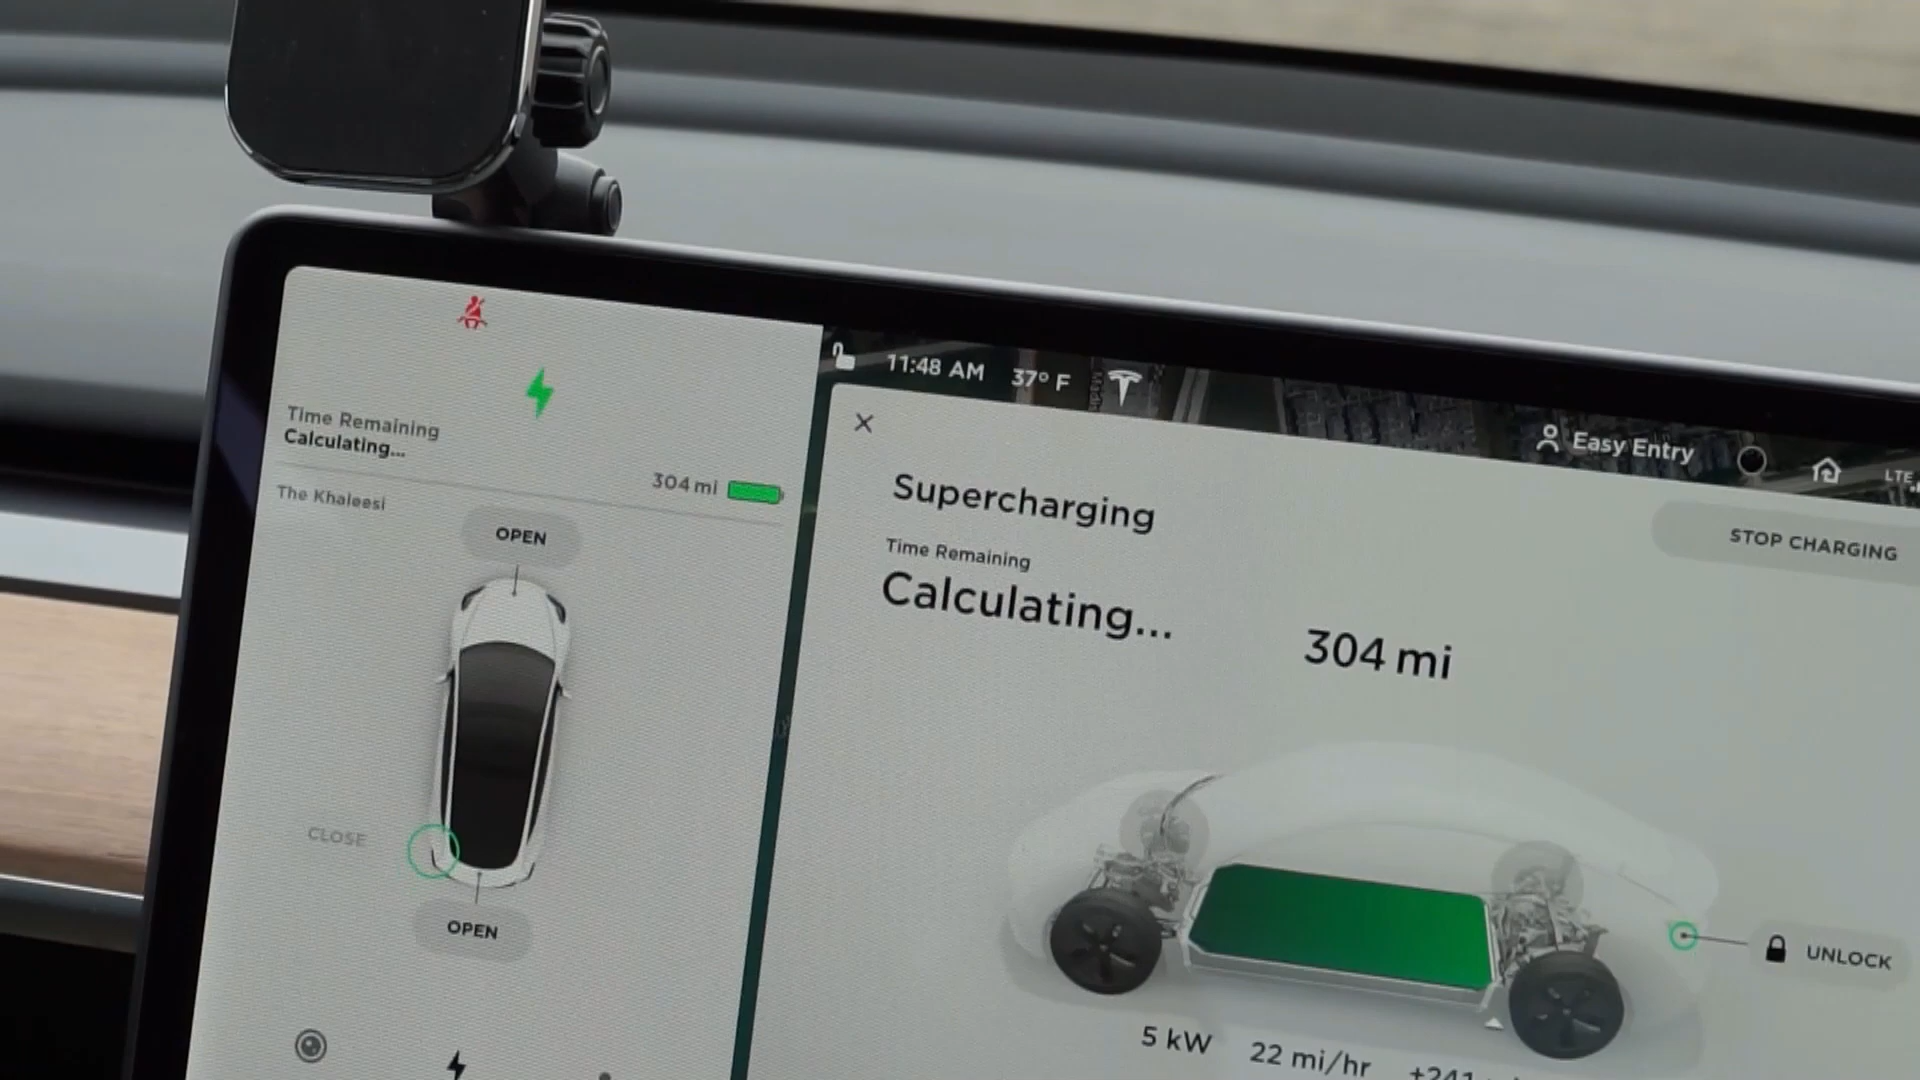 Time Remaining
Calculating...
304 mi
The Khaleesi
OPEN
CLOSE
OPEN
11:48 AM 37° F
Easy Entry
LTE
Supercharging
STOP CHARGING
Time Remaining
Calculating...
304 mi
UNLOCK
5 kW 22 mi/hr +241